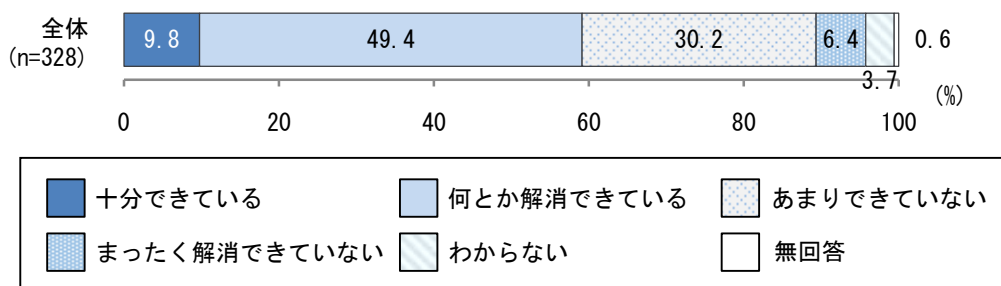 全体
(n=328)
9.8
49.4
30.2
6.4
3.7
0.6
(%)
0 20 40 60 80 100
十分できている 何とか解消できている あまりできていない
まったく解消できていない わからない 無回答